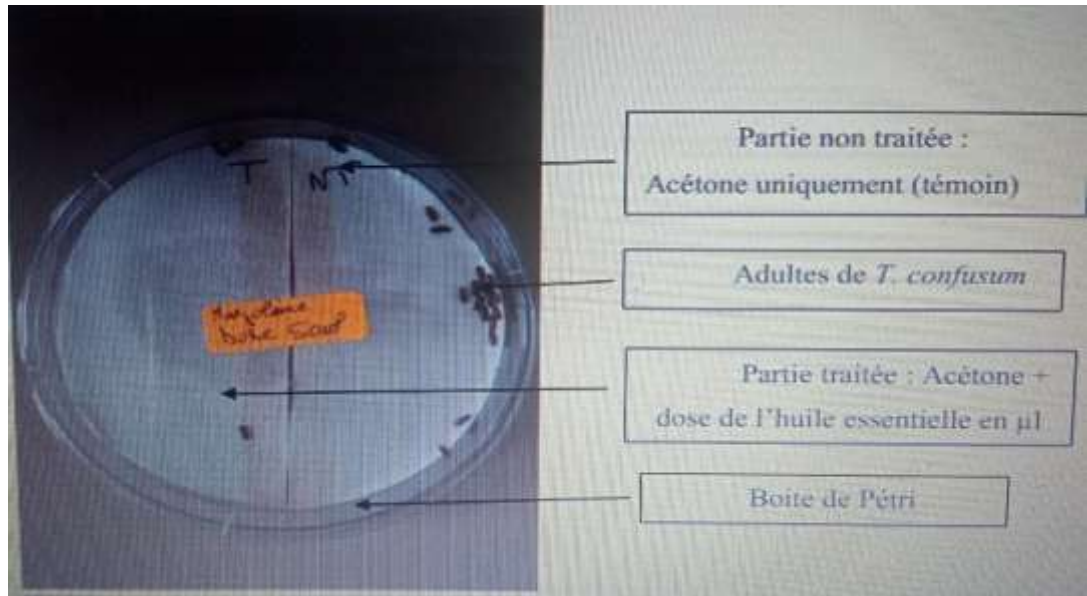 T
NT
Partie non traitée :
Acétone uniquement (témoin)
Adultes de T. confusum
Partie traitée : Acétone +
dose de l’huile essentielle en µl
Boite de Pétri